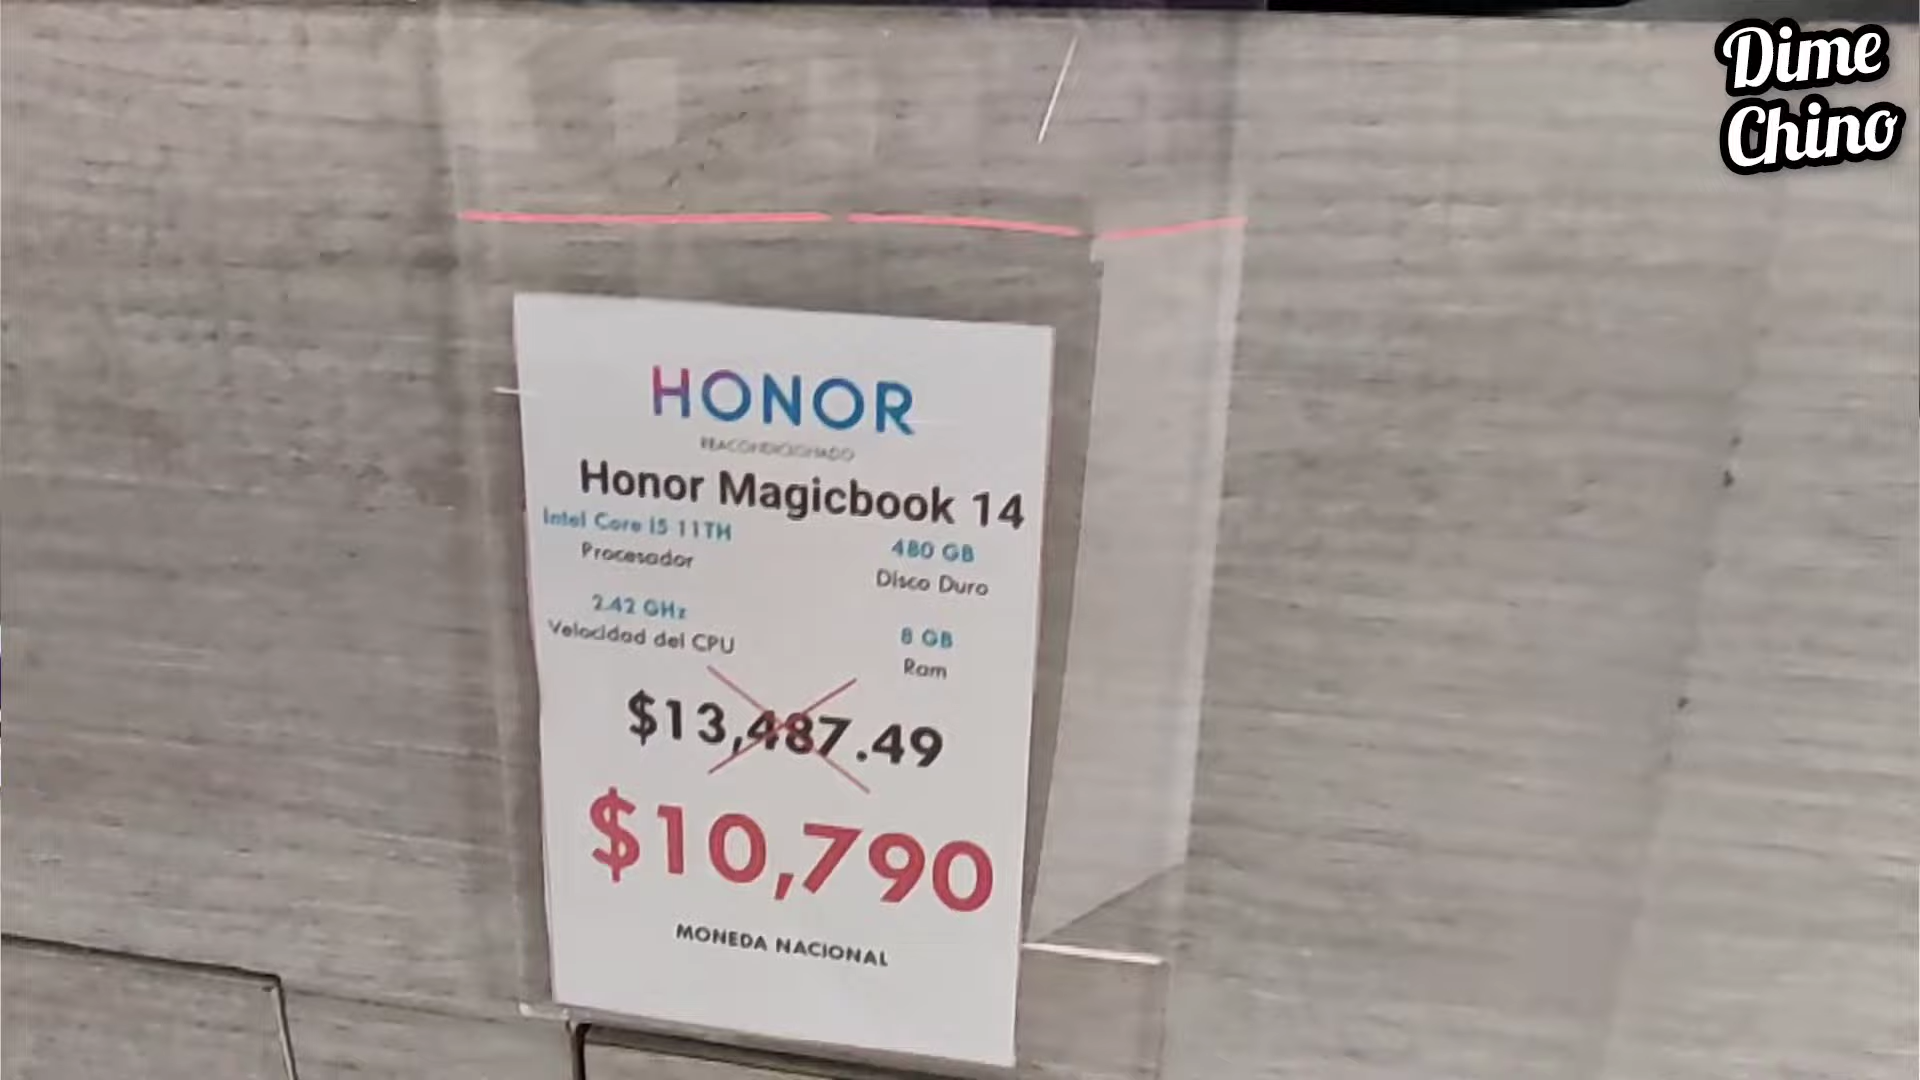 Dime
Chino
HONOR
REACONDICIONADO
Honor Magicbook 14
Intel Core i5 11TH
Procesador
480 GB
Disco Duro
2.42 GHz
Velocidad del CPU
8 GB
Ram
$13,487.49
$10,790
MONEDA NACIONAL